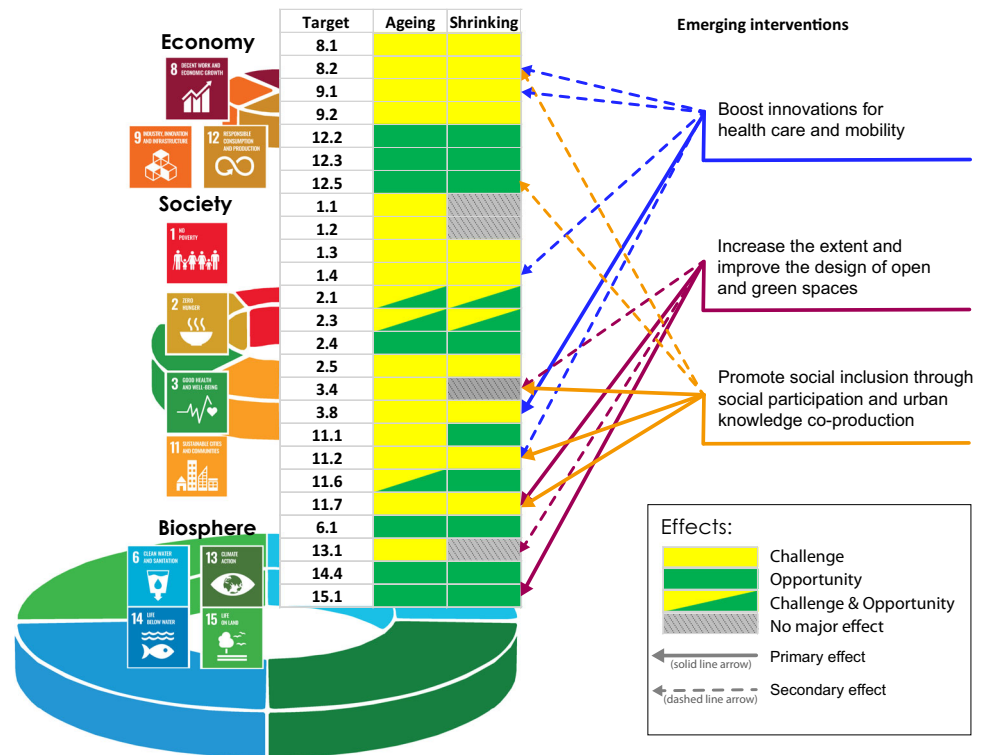 Target Ageing Shrinking
Emerging interventions
Economy
8 DECENT WORK AND
ECONOMIC GROWTH
9 INDUSTRY, INNOVATION
AND INFRASTRUCTURE
12 RESPONSIBLE
CONSUMPTION
AND PRODUCTION
Society
1 NO
POVERTY
2 ZERO
HUNGER
3 GOOD HEALTH
AND WELL-BEING
11 SUSTAINABLE CITIES
AND COMMUNITIES
Biosphere
6 CLEAN WATER
AND SANITATION
13 CLIMATE
ACTION
14 LIFE
BELOW WATER
15 LIFE
ON LAND
8.1
8.2
9.1
9.2
12.2
12.3
12.5
1.1
1.2
1.3
1.4
2.1
2.3
2.4
2.5
3.4
3.8
11.1
11.2
11.6
11.7
6.1
13.1
14.4
15.1
Boost innovations for
health care and mobility
Increase the extent and
improve the design of open
and green spaces
Promote social inclusion through
social participation and urban
knowledge co-production
Effects:
Challenge
Opportunity
Challenge & Opportunity
No major effect
(solid line arrow) Primary effect
(dashed line arrow) Secondary effect